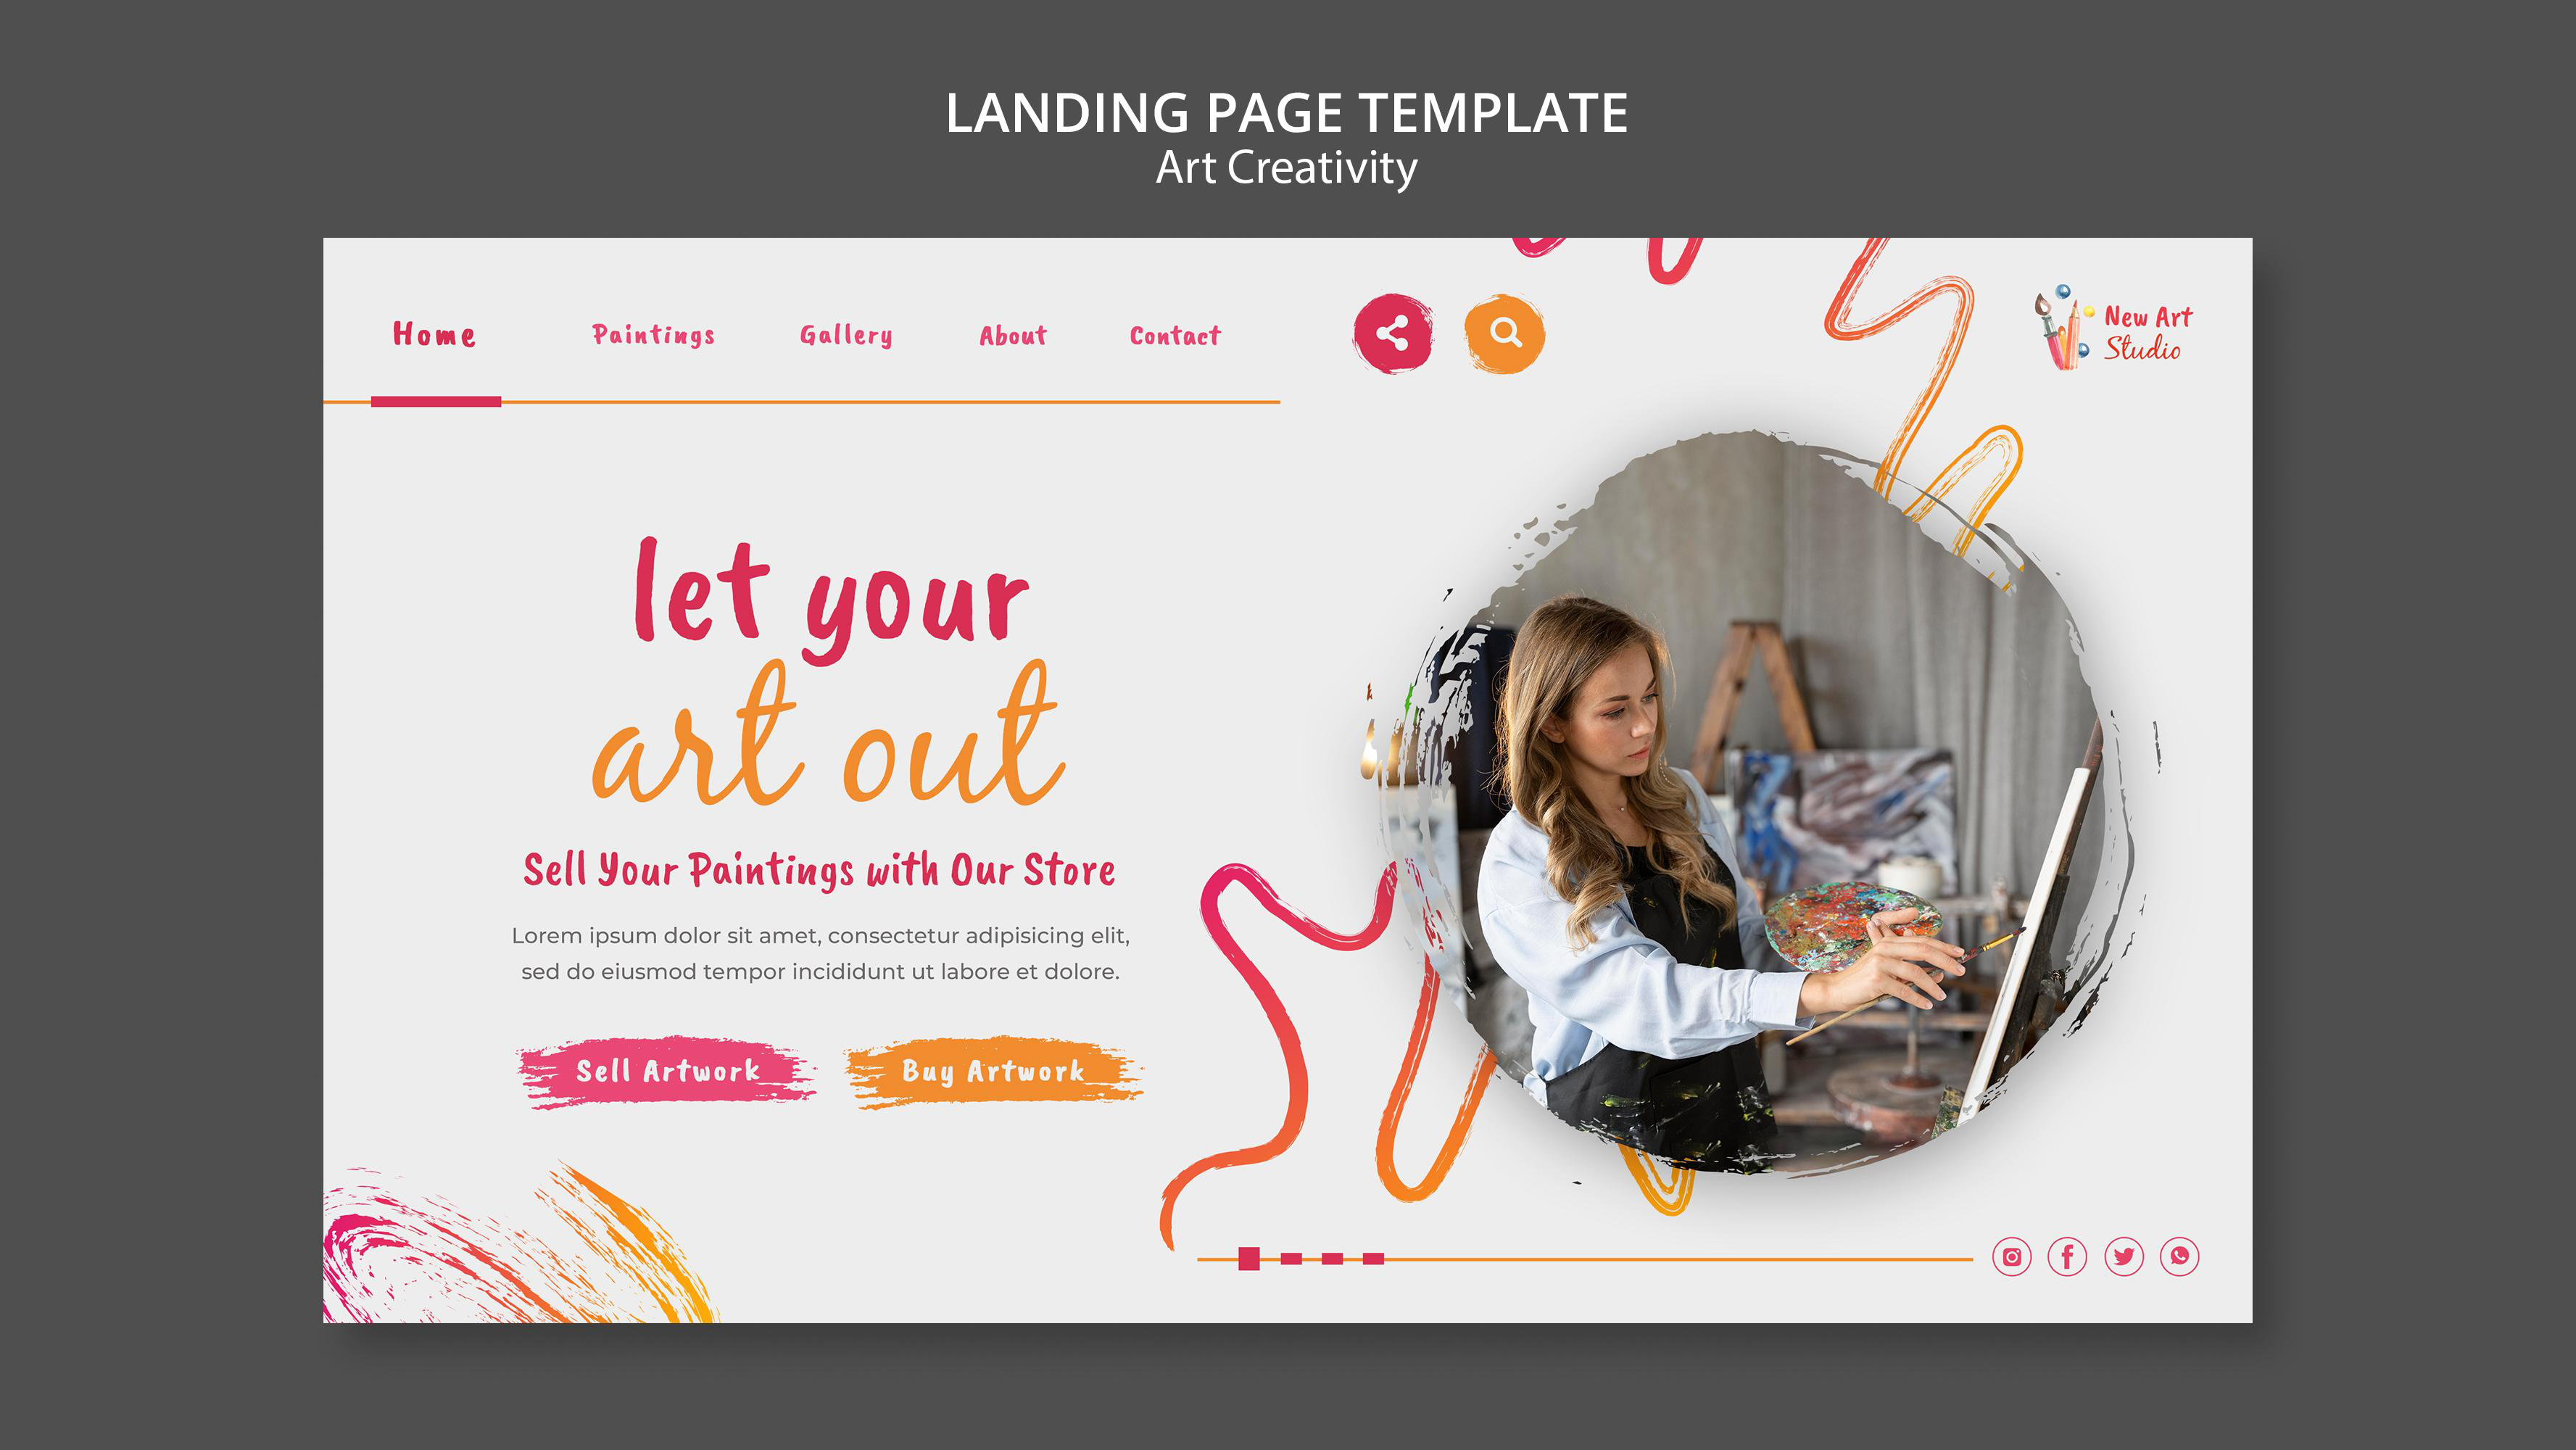 LANDING PAGE TEMPLATE
Art Creativity
Home Paintings Gallery About Contact
New Art
Studio
let your
art out
Sell Your Paintings with Our Store
Lorem ipsum dolor sit amet, consectetur adipisicing elit,
sed do eiusmod tempor incididunt ut labore et dolore.
Sell Artwork Buy Artwork